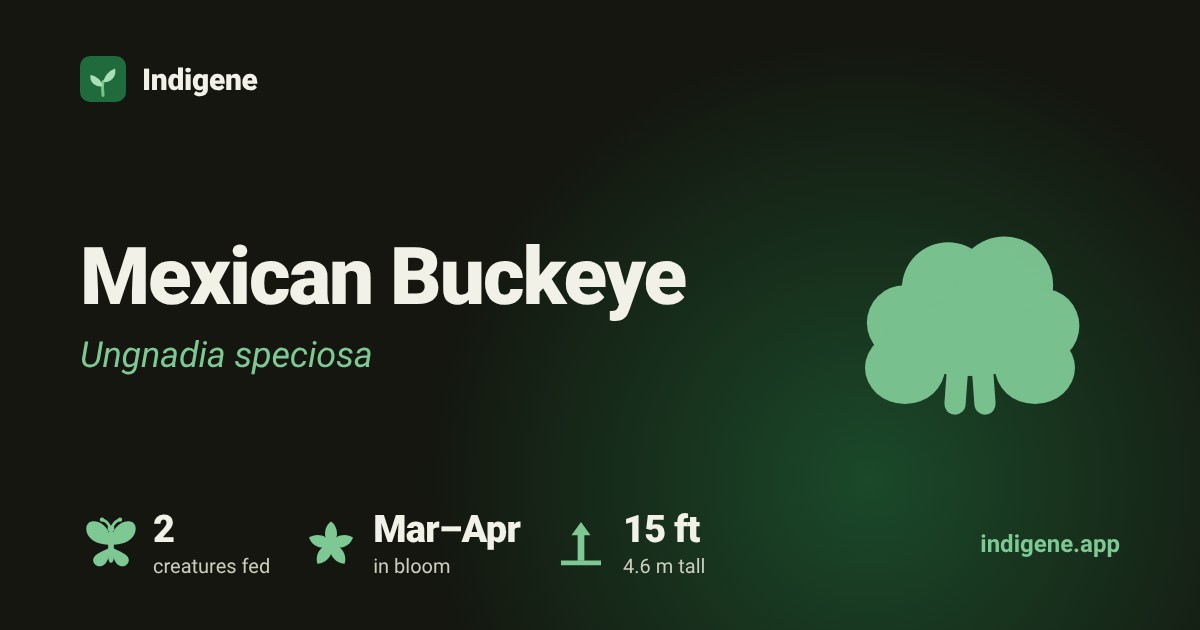 Indigene
Mexican Buckeye
Ungnadia speciosa
2
creatures fed
Mar–Apr
in bloom
15 ft
4.6 m tall
indigene.app